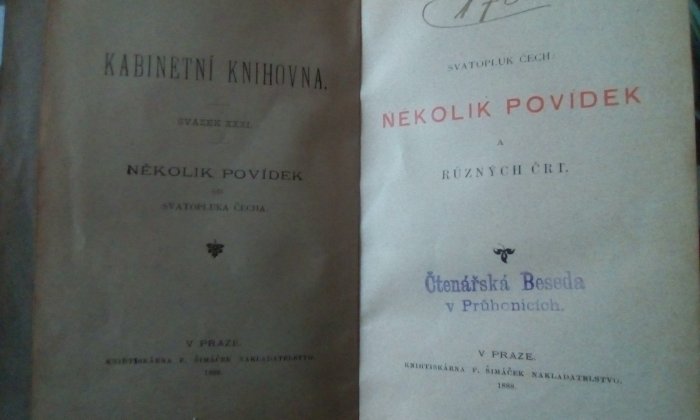 KABINETNÍ KNIHOVNA.
SVAZEK XXXI.
NĚKOLIK POVÍDEK
OD
SVATOPLUKA ČECHA.
V PRAZE.
KNIHTISKÁRNA F. ŠIMÁČEK NAKLADATELSTVO.
1888.
SVATOPLUK ČECH:
NĚKOLIK POVÍDEK
A
RŮZNÝCH ČRT.
Čtenářská Beseda
v Průhonicích.
V PRAZE.
KNIHTISKÁRNA F. ŠIMÁČEK NAKLADATELSTVO.
1888.